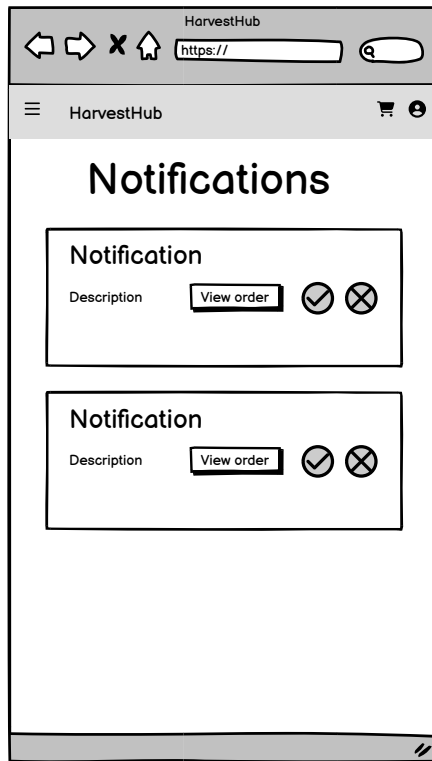 HarvestHub
https://
HarvestHub
Notifications
Notification
Description View order
Notification
Description View order